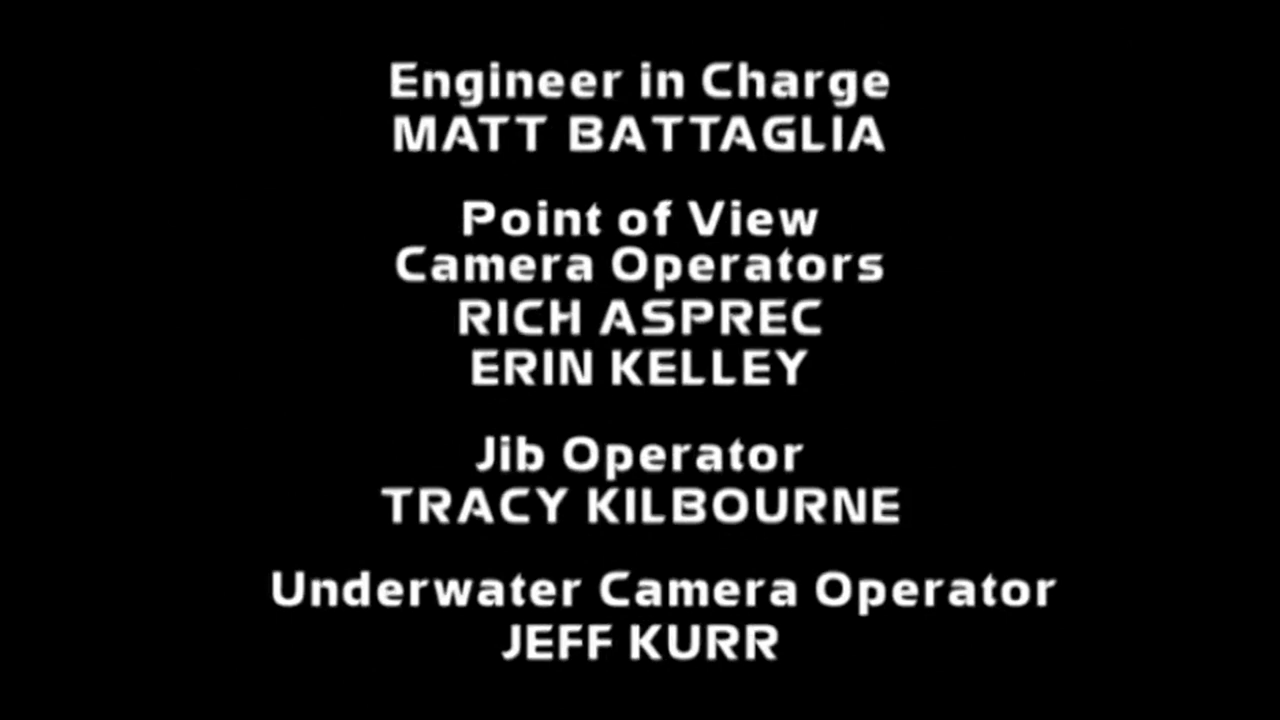 Engineer in Charge
MATT BATTAGLIA
Point of View
Camera Operators
RICH ASPREC
ERIN KELLEY
Jib Operator
TRACY KILBOURNE
Underwater Camera Operator
JEFF KURR